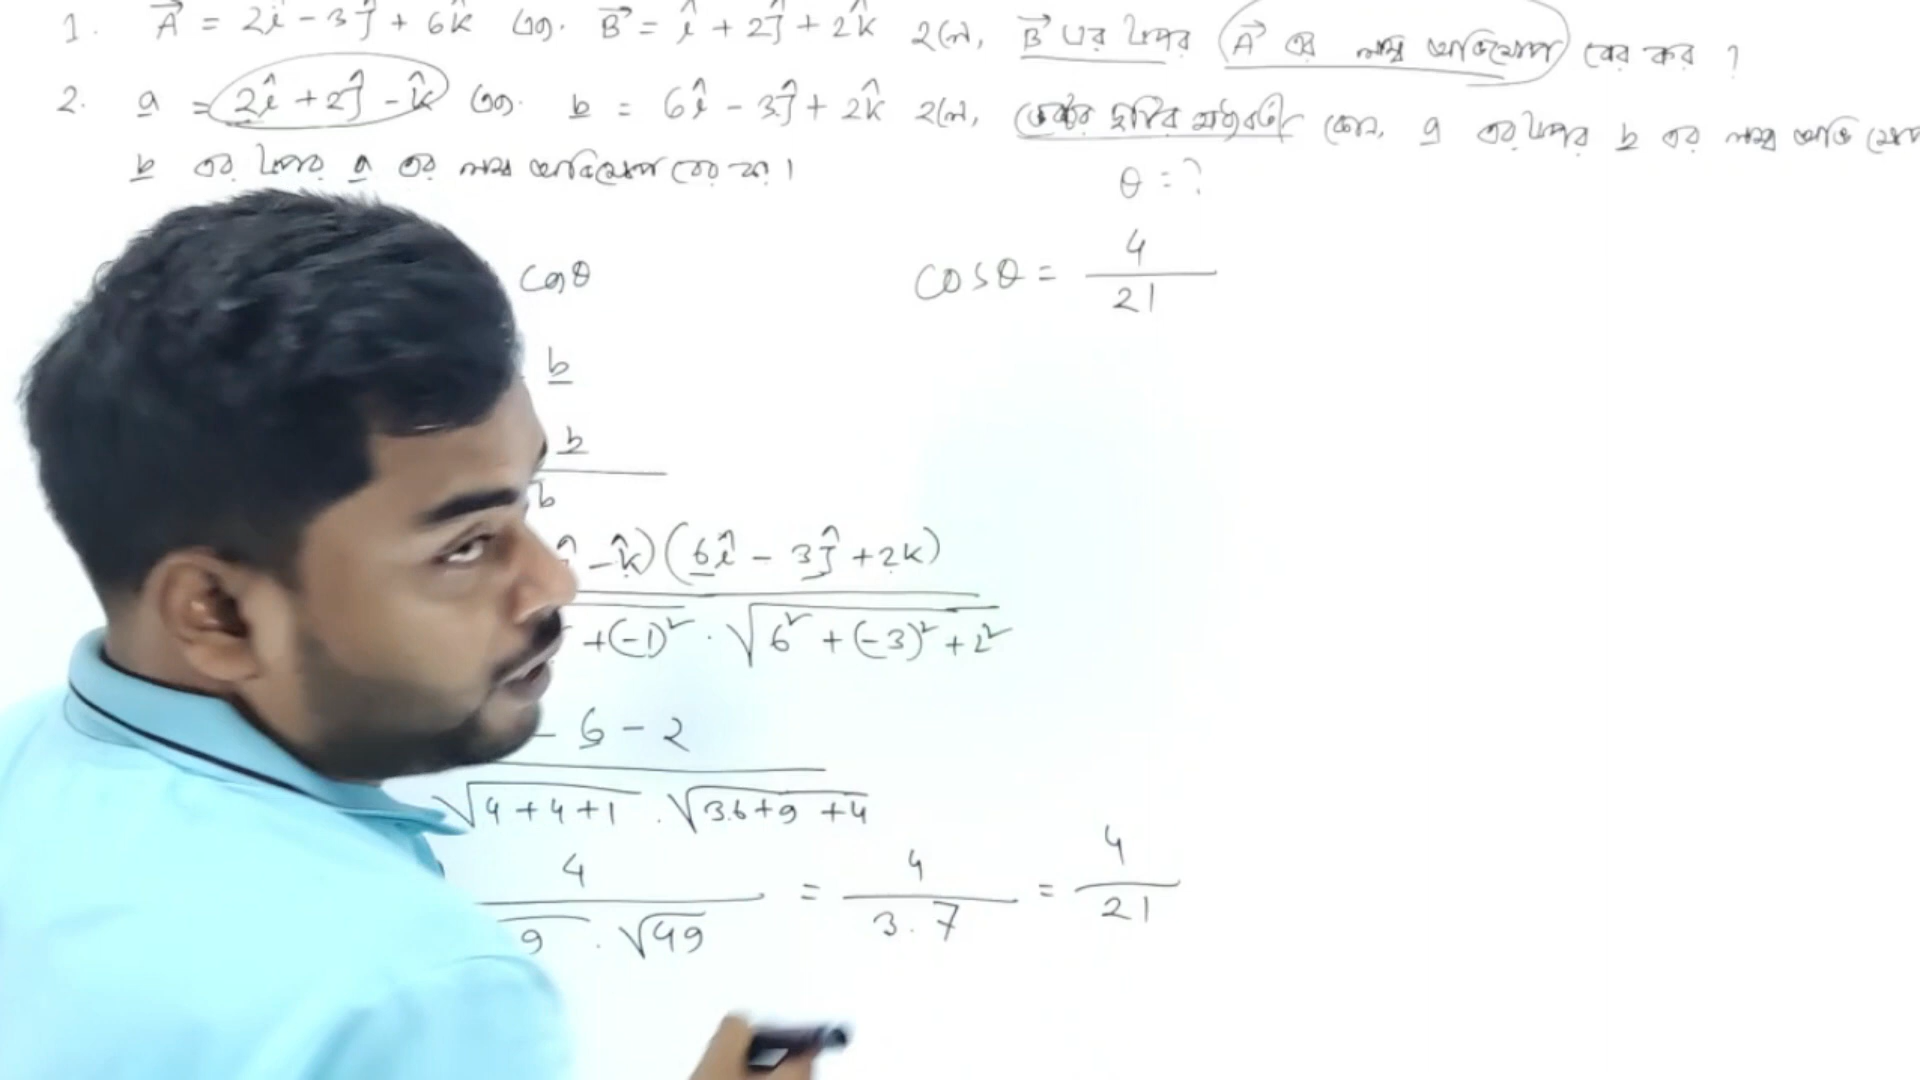 1. A⃗ = 2î - 3ĵ + 6k̂ এবং B⃗ = î + 2ĵ + 2k̂ হলে, B⃗ এর উপর A⃗ এর লম্ব অভিক্ষেপ বের কর ?
2. a = 2î + 2ĵ - k̂ এবং b = 6î - 3ĵ + 2k̂ হলে, ভেক্টর দুটির মধ্যবর্তী কোণ, a এর উপর b এর লম্ব
b এর উপর a এর লম্ব অভিক্ষেপ বের কর।
θ = ?
cosθ
cosθ = 4/21
b
b
b
-k̂)(6î - 3ĵ + 2k)
+(-1)² . √6² + (-3)² + 2²
- 6 - 2
√4+4+1 . √36+9+4
4/9 . √49 = 4/3.7 = 4/21